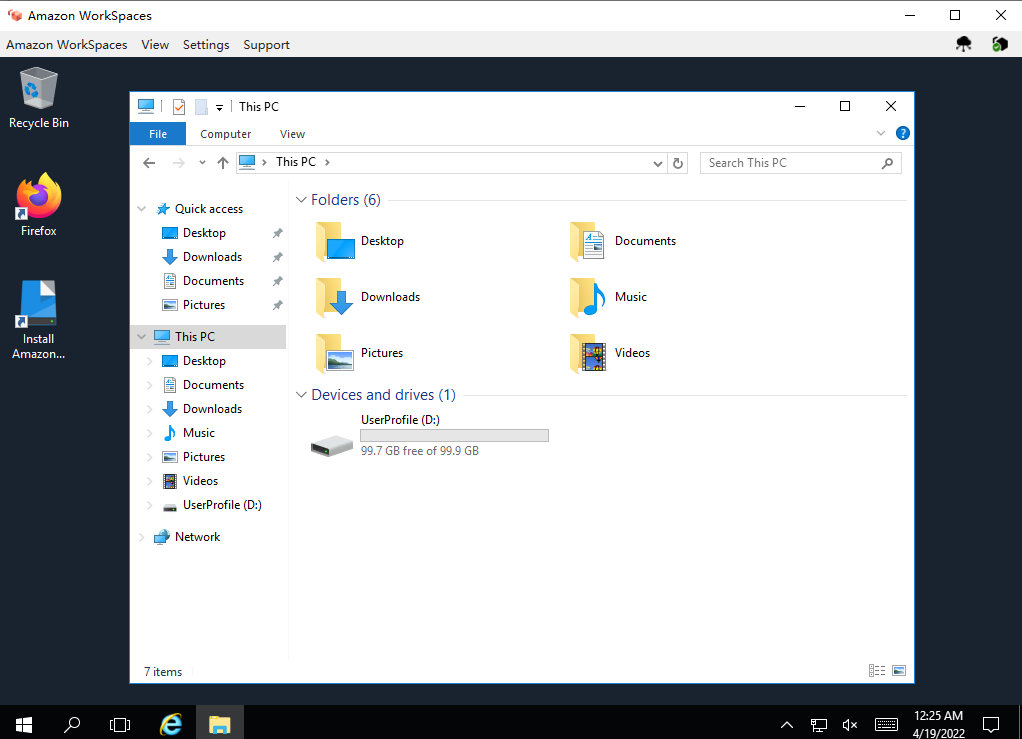 Amazon WorkSpaces
Amazon WorkSpaces View Settings Support
Recycle Bin
Firefox
Install
Amazon...
This PC
File Computer View
?
This PC
Search This PC
Quick access
Desktop
Downloads
Documents
Pictures
This PC
Desktop
Documents
Downloads
Music
Pictures
Videos
UserProfile (D:)
Network
Folders (6)
Desktop
Documents
Downloads
Music
Pictures
Videos
Devices and drives (1)
UserProfile (D:)
99.7 GB free of 99.9 GB
7 items
12:25 AM
4/19/2022